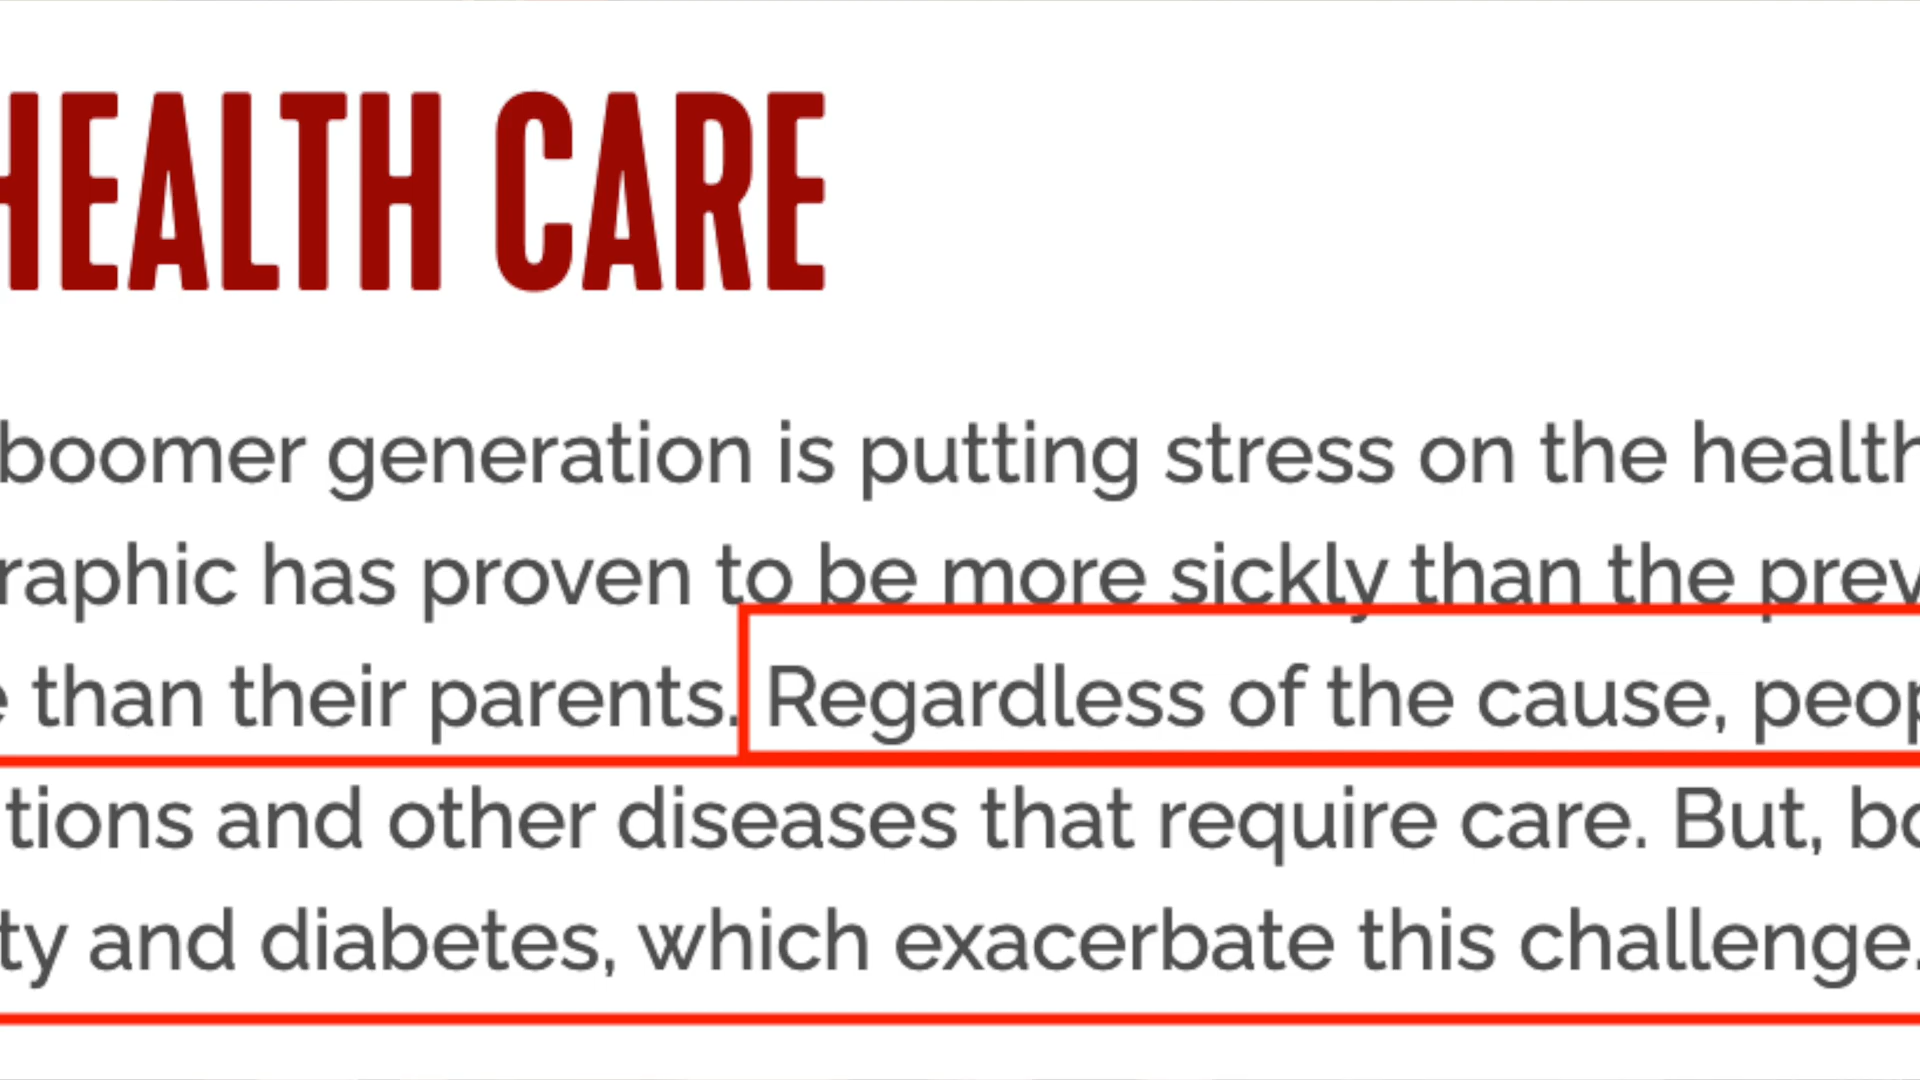 HEALTH CARE
boomer generation is putting stress on the health
raphic has proven to be more sickly than the prev
e than their parents. Regardless of the cause, peop
tions and other diseases that require care. But, bo
ty and diabetes, which exacerbate this challenge.